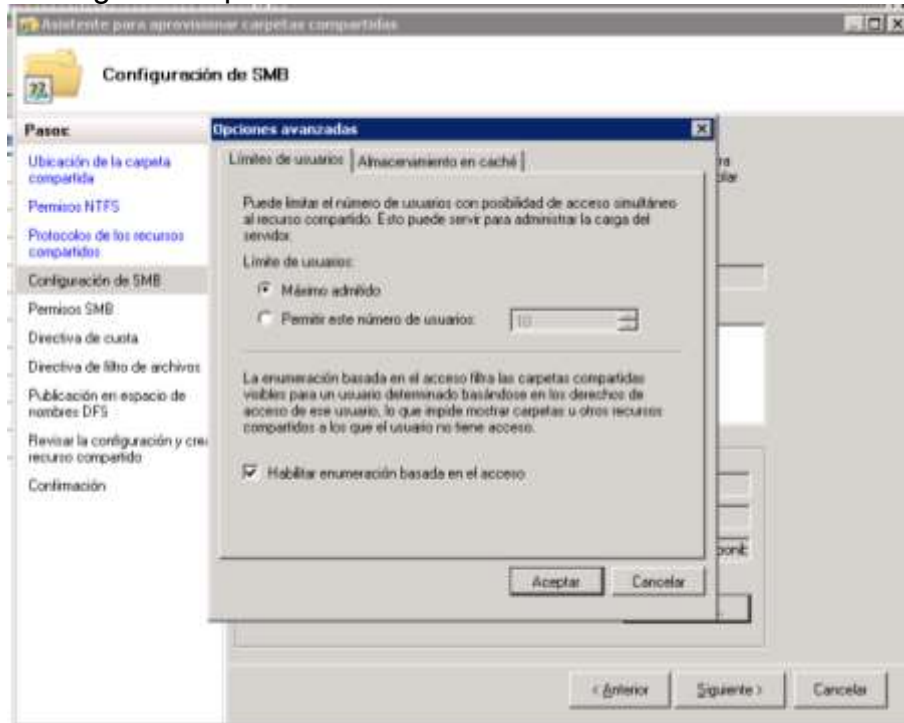 Asistente para aprovisionar carpetas compartidas
Configuración de SMB
Pasos:
Ubicación de la carpeta
compartida
Permisos NTFS
Protocolos de los recursos
compartidos
Configuración de SMB
Permisos SMB
Directiva de cuota
Directiva de filtro de archivos
Publicación en espacio de
nombres DFS
Revisar la configuración y crea
recurso compartido
Confirmación
Opciones avanzadas
Límites de usuarios
Almacenamiento en caché
Puede limitar el número de usuarios con posibilidad de acceso simultáneo
al recurso compartido. Esto puede servir para administrar la carga del
servidor.
Límite de usuarios:
Máximo admitido
Permitir este número de usuarios:
10
La enumeración basada en el acceso filtra las carpetas compartidas
visibles para un usuario determinado basándose en los derechos de
acceso de ese usuario, lo que impide mostrar carpetas u otros recursos
compartidos a los que el usuario no tiene acceso.
Habilitar enumeración basada en el acceso
Aceptar
Cancelar
< Anterior
Siguiente >
Cancelar